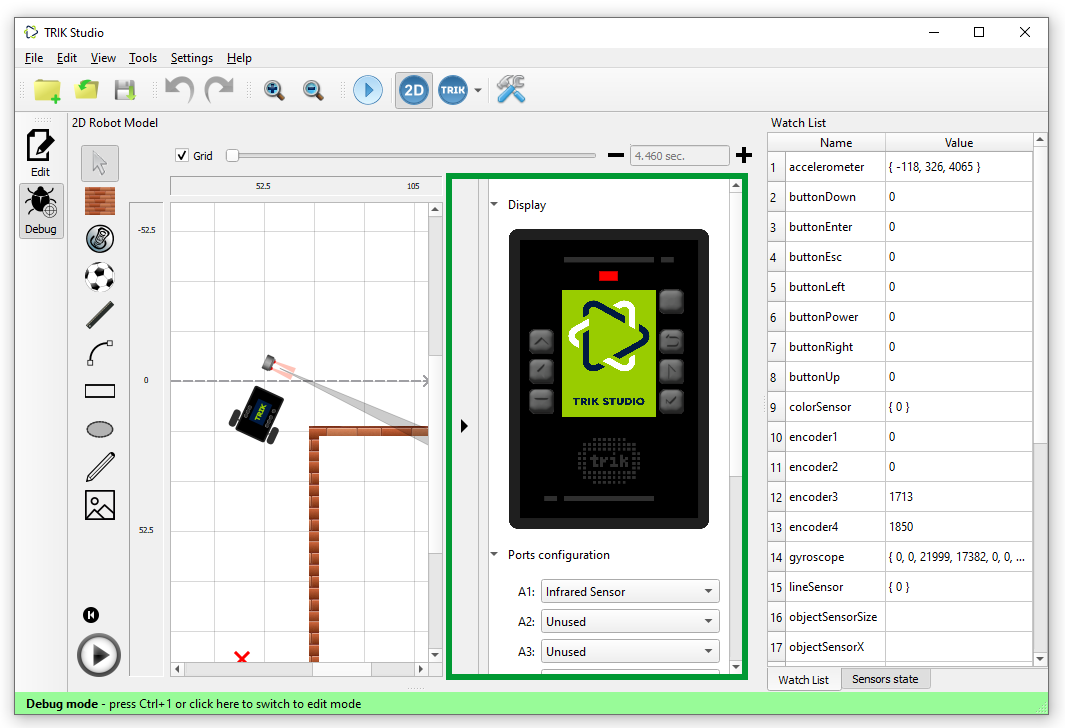 TRIK Studio
File Edit View Tools Settings Help
2D TRIK
Edit
Debug
2D Robot Model
Grid
4.460 sec.
52.5 105
-52.5
0
52.5
TRIK
Display
TRIK STUDIO
trik
Ports configuration
A1: Infrared Sensor
A2: Unused
A3: Unused
Watch List
Name Value
1 accelerometer { -118, 326, 4065 }
2 buttonDown 0
3 buttonEnter 0
4 buttonEsc 0
5 buttonLeft 0
6 buttonPower 0
7 buttonRight 0
8 buttonUp 0
9 colorSensor { 0 }
10 encoder1 0
11 encoder2 0
12 encoder3 1713
13 encoder4 1850
14 gyroscope { 0, 0, 21999, 17382, 0, 0, ...
15 lineSensor { 0 }
16 objectSensorSize
17 objectSensorX
Watch List Sensors state
Debug mode - press Ctrl+1 or click here to switch to edit mode